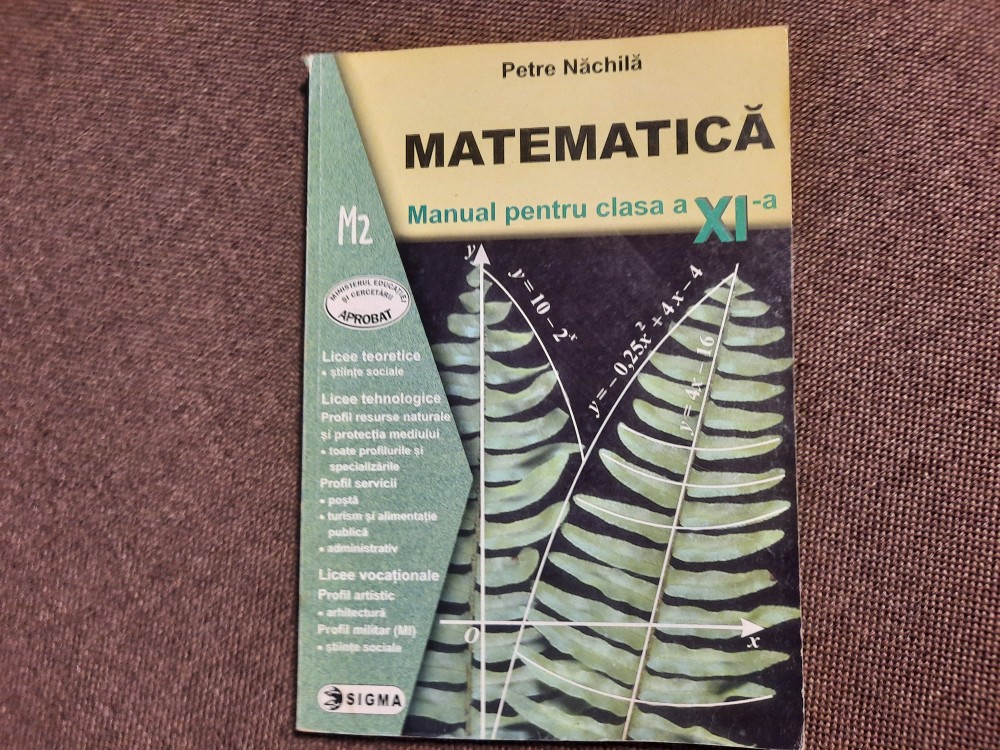 Petre Năchilă
MATEMATICĂ
Manual pentru clasa a XI-a
M2
MINISTERUL EDUCAȚIEI
ȘI CERCETĂRII
APROBAT
Licee teoretice
• științe sociale
Licee tehnologice
Profil resurse naturale
și protecția mediului
• toate profilurile și
specializările
Profil servicii
• poștă
• turism și alimentație
publică
• administrativ
Licee vocaționale
Profil artistic
• arhitectură
Profil militar (MI)
• științe sociale
SIGMA
y
y = 10 – 2ˣ
y = – 0,25x² + 4x – 4
y = 4x – 16
O
x